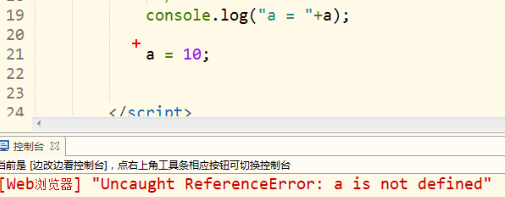 19 console.log("a = "+a);
20
21 a = 10;
22
23
24 </script>
控制台
当前是 [边改边看控制台]，点右上角工具条相应按钮可切换控制台
[Web浏览器] "Uncaught ReferenceError: a is not defined"